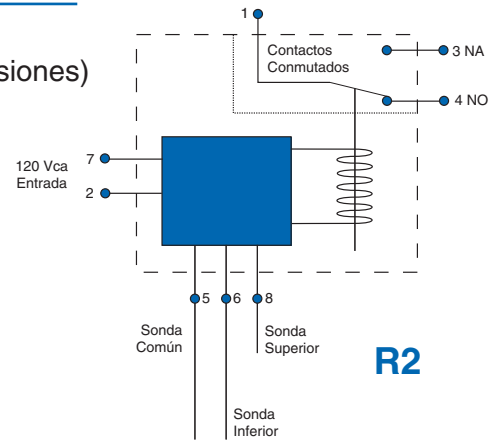 1
siones)
Contactos
Conmutados
3 NA
4 NO
120 Vca
Entrada
7
2
5
6
8
Sonda
Común
Sonda
Superior
R2
Sonda
Inferior